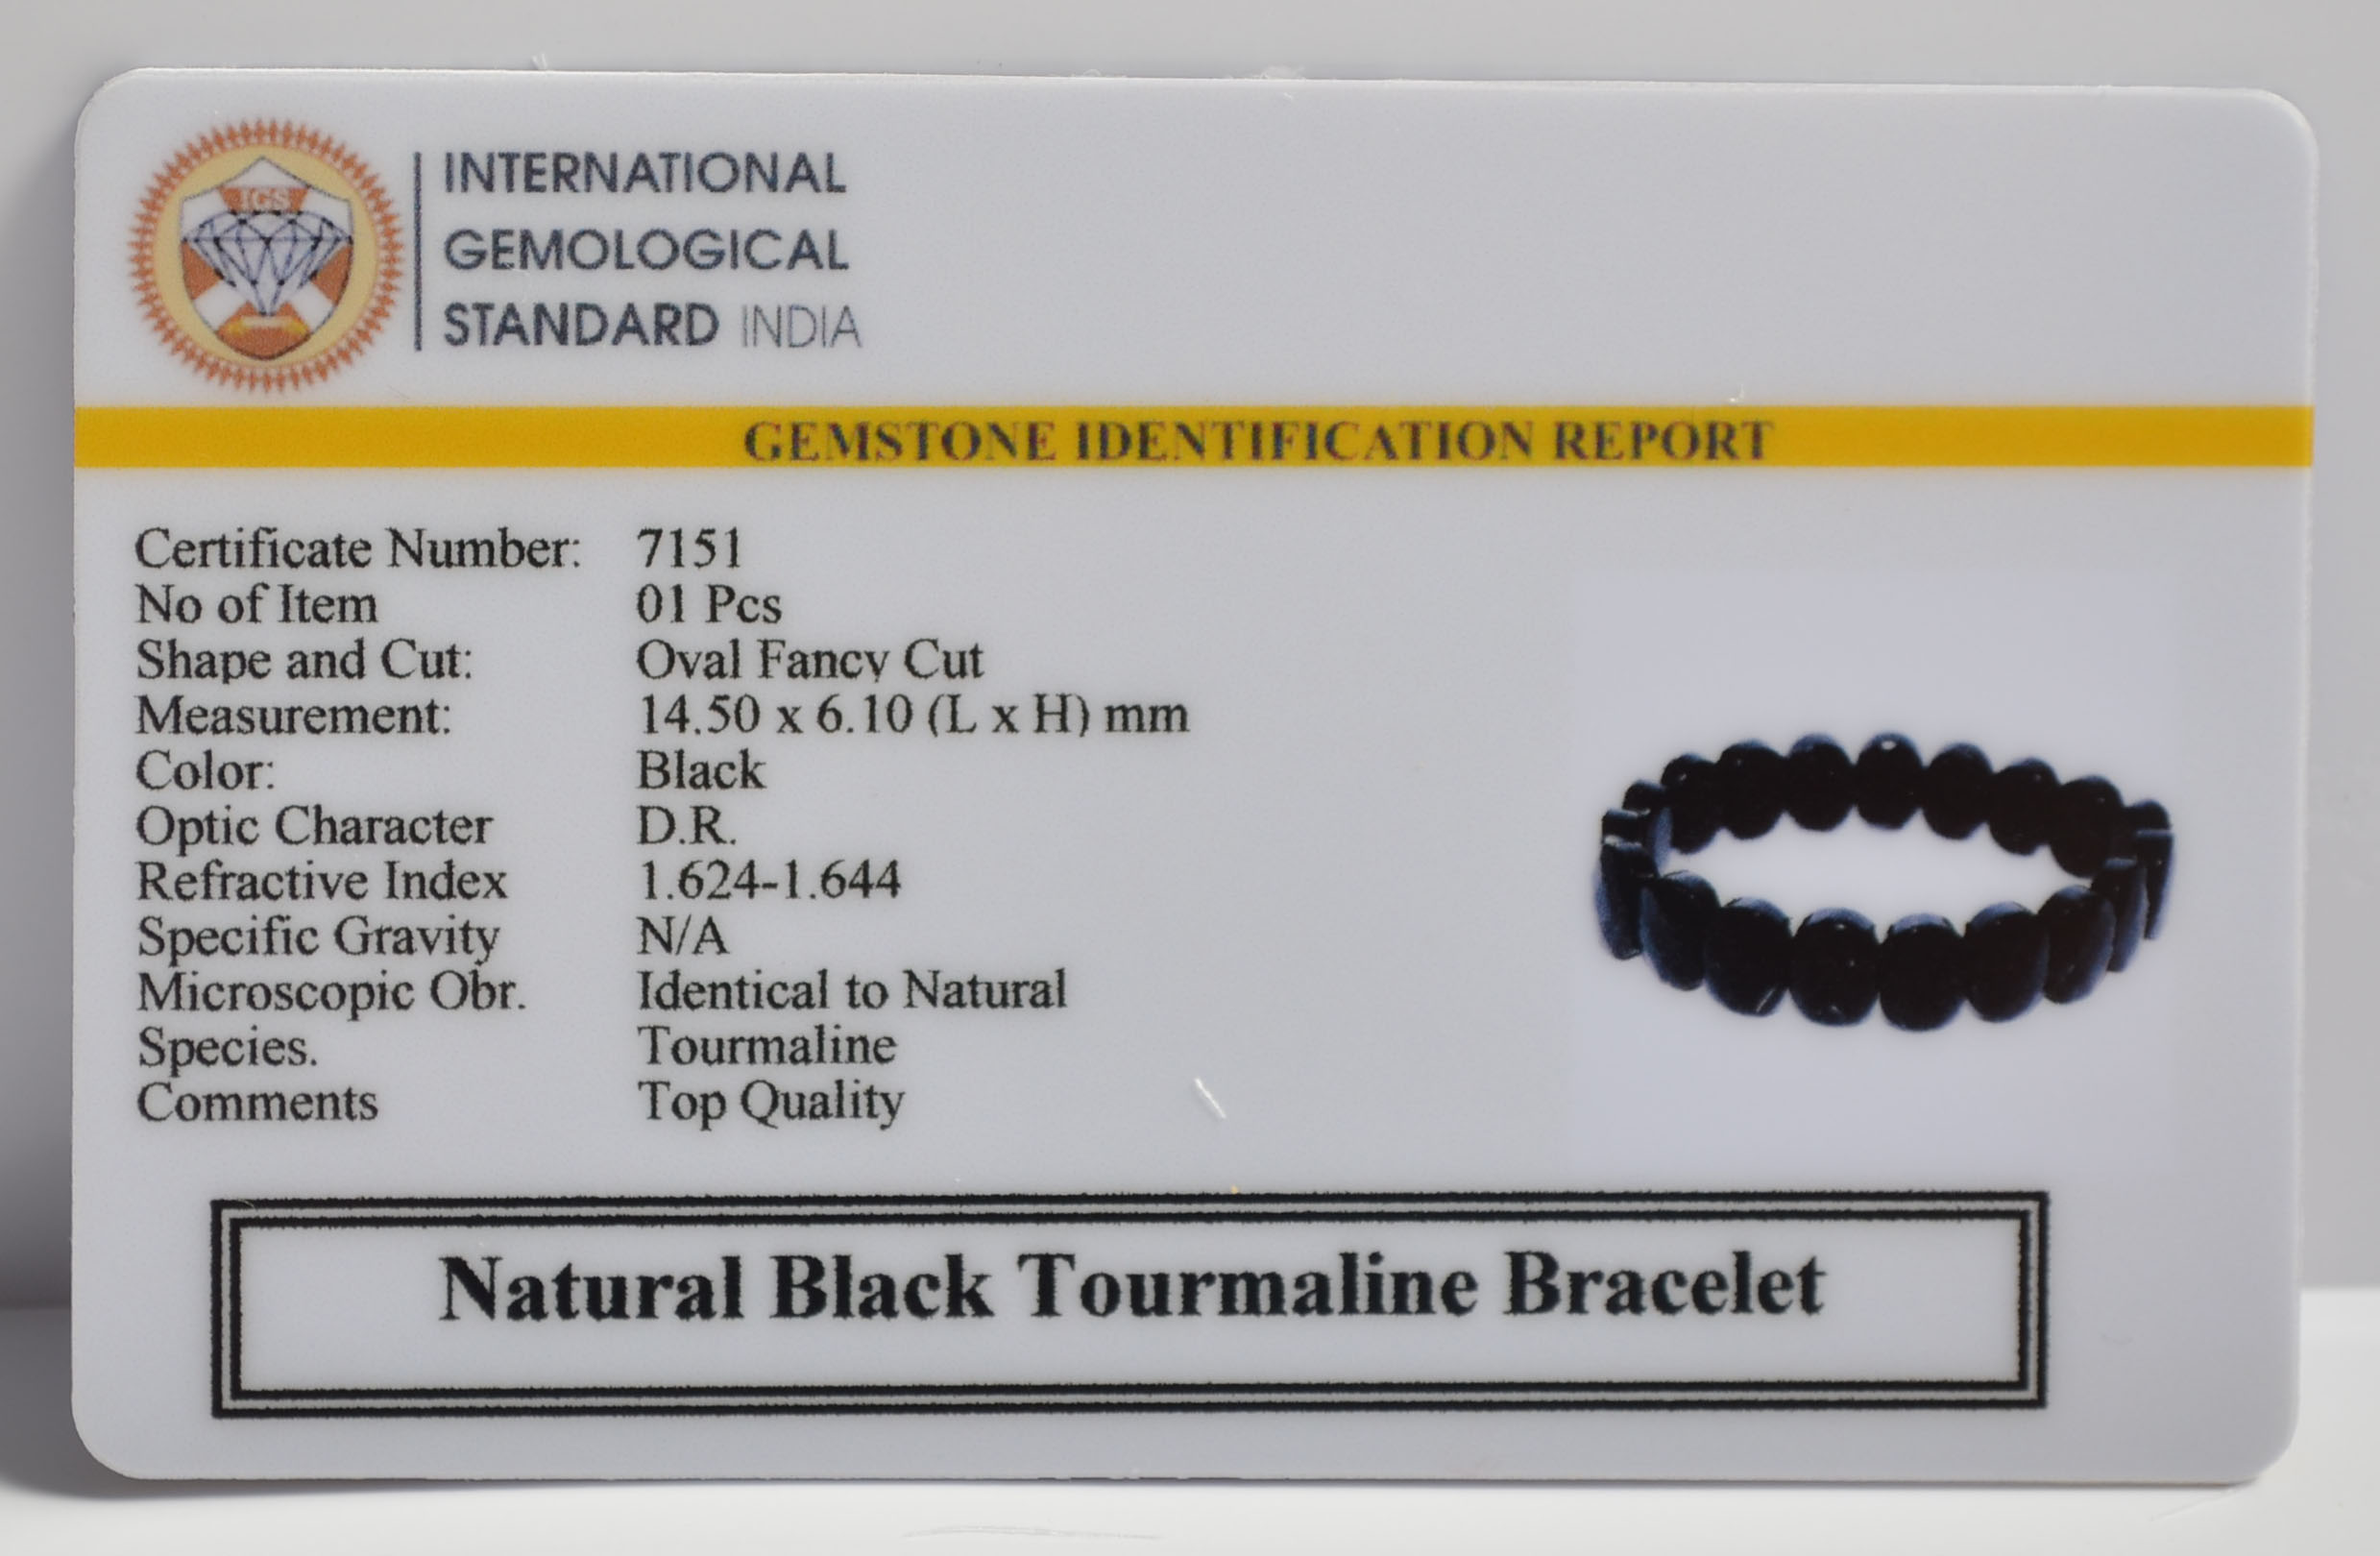 IGS
INTERNATIONAL
GEMOLOGICAL
STANDARD INDIA
GEMSTONE IDENTIFICATION REPORT
Certificate Number: 7151
No of Item 01 Pcs
Shape and Cut: Oval Fancy Cut
Measurement: 14.50 x 6.10 (L x H) mm
Color: Black
Optic Character D.R.
Refractive Index 1.624-1.644
Specific Gravity N/A
Microscopic Obr. Identical to Natural
Species. Tourmaline
Comments Top Quality
Natural Black Tourmaline Bracelet